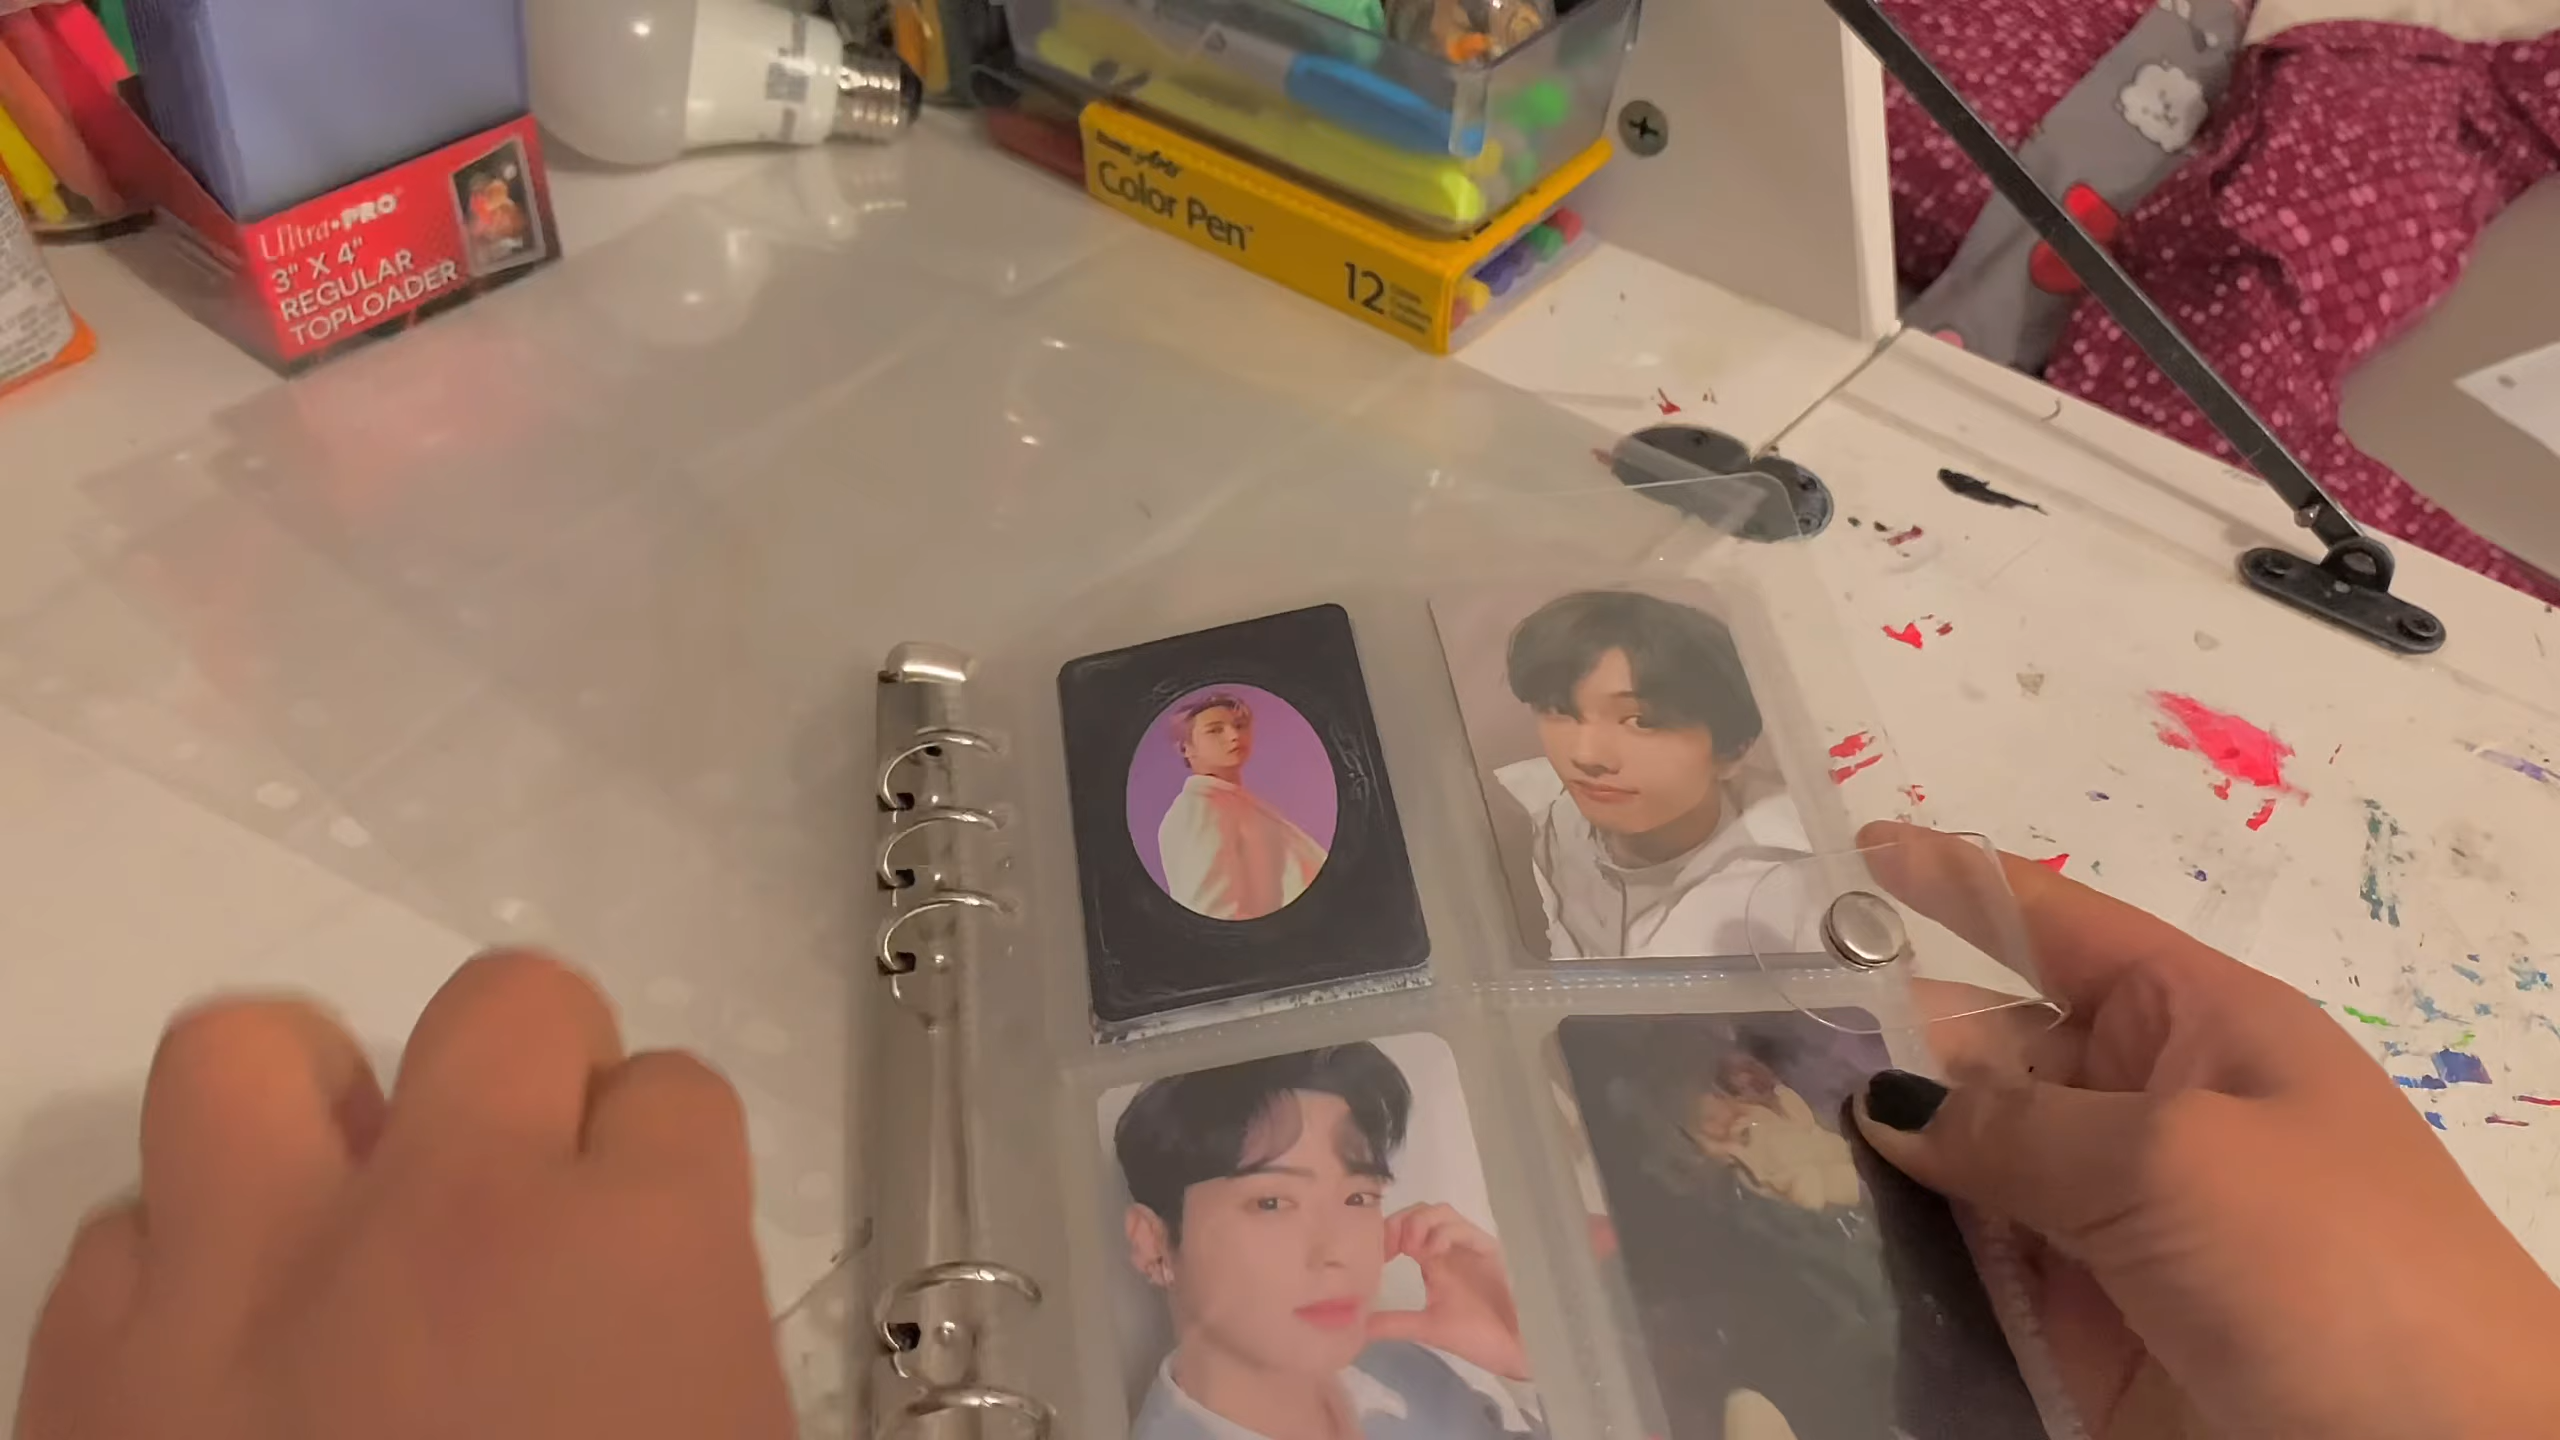 Ultra•PRO
3" X 4"
REGULAR
TOPLOADER
Color Pen
12